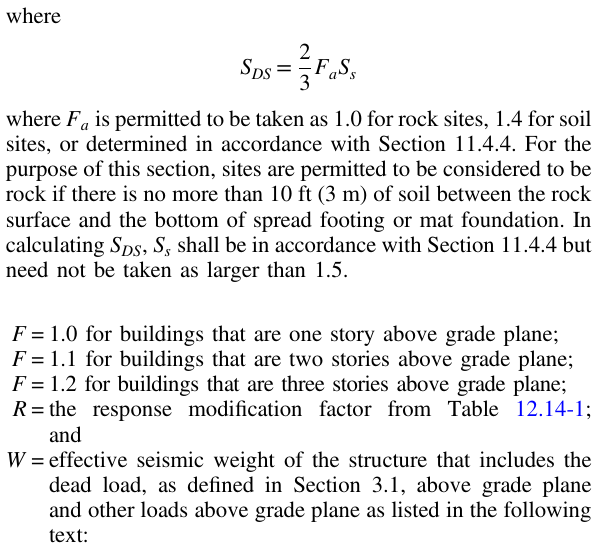 where
S_DS = 2/3 F_a S_s
where F_a is permitted to be taken as 1.0 for rock sites, 1.4 for soil
sites, or determined in accordance with Section 11.4.4. For the
purpose of this section, sites are permitted to be considered to be
rock if there is no more than 10 ft (3 m) of soil between the rock
surface and the bottom of spread footing or mat foundation. In
calculating S_DS, S_s shall be in accordance with Section 11.4.4 but
need not be taken as larger than 1.5.
F = 1.0 for buildings that are one story above grade plane;
F = 1.1 for buildings that are two stories above grade plane;
F = 1.2 for buildings that are three stories above grade plane;
R = the response modification factor from Table 12.14-1;
and
W = effective seismic weight of the structure that includes the
dead load, as defined in Section 3.1, above grade plane
and other loads above grade plane as listed in the following
text: